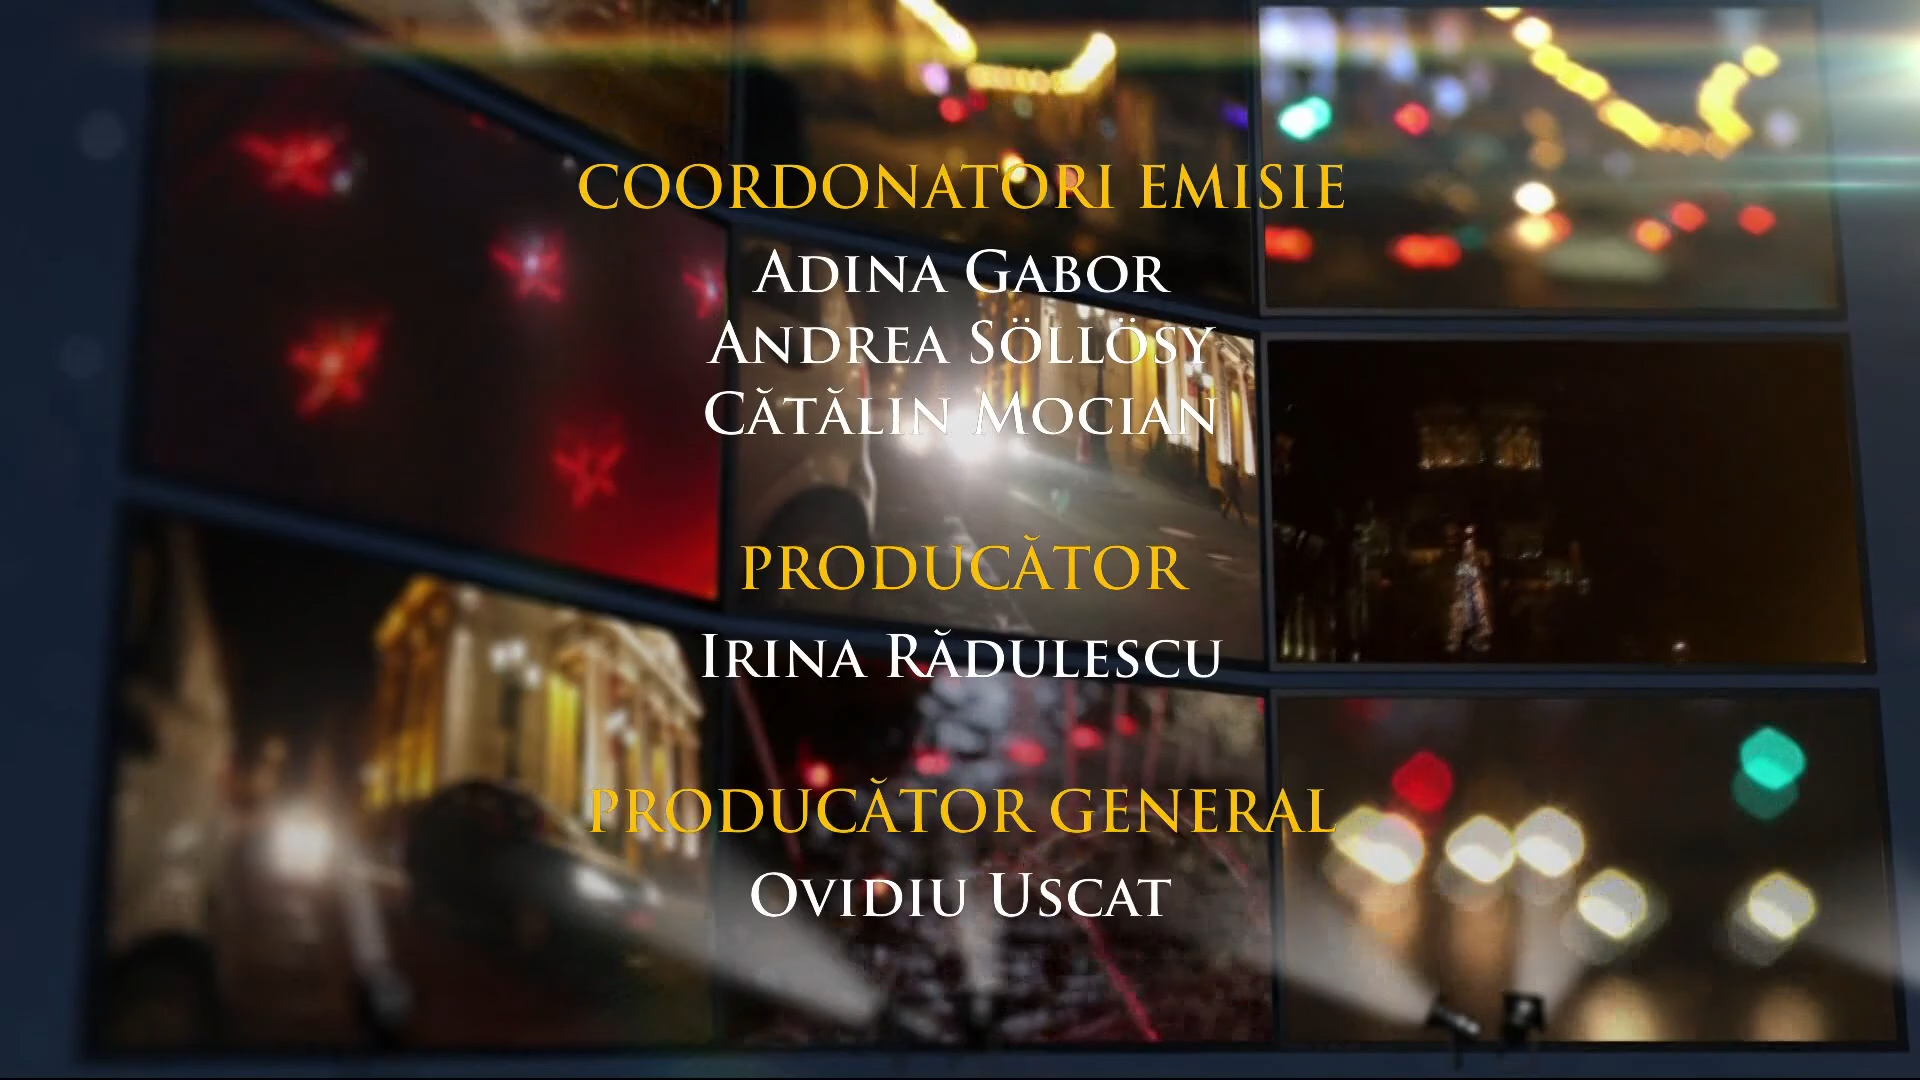 COORDONATORI EMISIE
ADINA GABOR
ANDREA SÖLLÖSY
CĂTĂLIN MOCIAN
PRODUCĂTOR
IRINA RĂDULESCU
PRODUCĂTOR GENERAL
OVIDIU USCAT